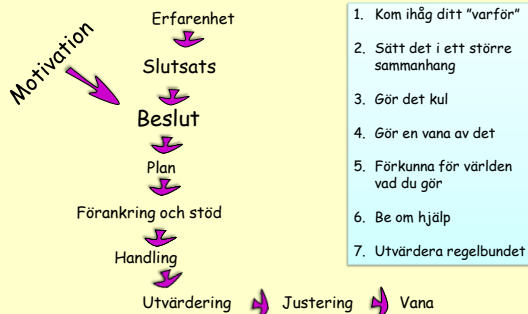 Motivation
Erfarenhet
Slutsats
Beslut
Plan
Förankring och stöd
Handling
Utvärdering Justering Vana
1. Kom ihåg ditt ”varför”
2. Sätt det i ett större
sammanhang
3. Gör det kul
4. Gör en vana av det
5. Förkunna för världen
vad du gör
6. Be om hjälp
7. Utvärdera regelbundet